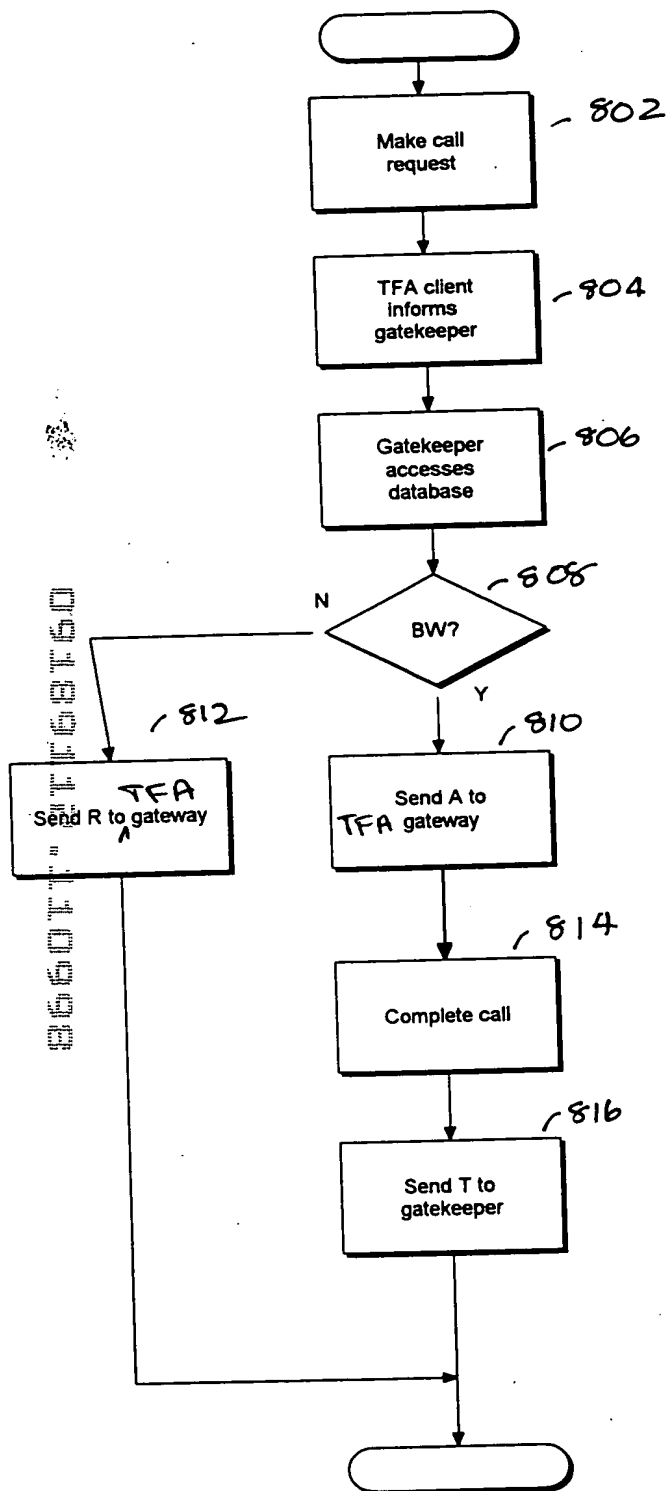 Make call
request
802
TFA client
informs
gatekeeper
804
Gatekeeper
accesses
database
806
808
N
BW?
Y
812
TFA
Send R to gateway
810
Send A to
TFA gateway
814
Complete call
816
Send T to
gatekeeper